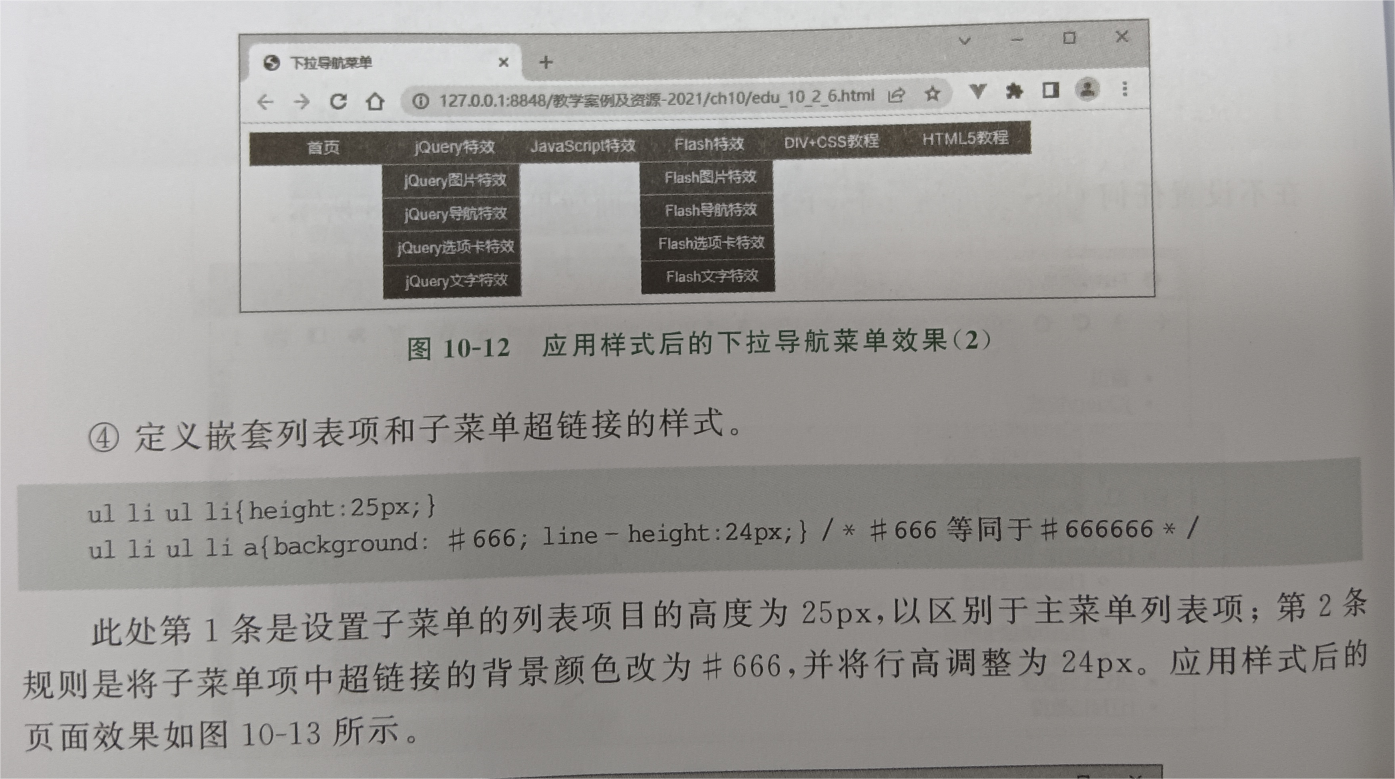 下拉导航菜单
127.0.0.1:8848/教学案例及资源-2021/ch10/edu_10_2_6.html
首页 jQuery特效 JavaScript特效 Flash特效 DIV+CSS教程 HTML5教程
jQuery图片特效 Flash图片特效
jQuery导航特效 Flash导航特效
jQuery选项卡特效 Flash选项卡特效
jQuery文字特效 Flash文字特效
图 10-12 应用样式后的下拉导航菜单效果(2)
④ 定义嵌套列表项和子菜单超链接的样式。
ul li ul li{height:25px;}
ul li ul li a{background: #666; line-height:24px;} /* #666 等同于#666666 */
此处第 1 条是设置子菜单的列表项目的高度为 25px,以区别于主菜单列表项；第 2 条
规则是将子菜单项中超链接的背景颜色改为#666,并将行高调整为 24px。应用样式后的
页面效果如图 10-13 所示。